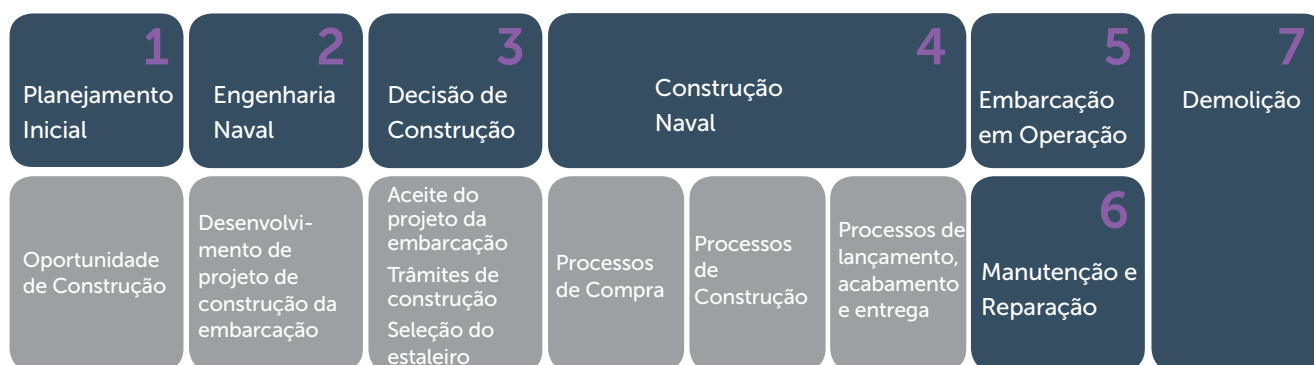 1
Planejamento
Inicial
2
Engenharia
Naval
3
Decisão de
Construção
4
Construção
Naval
5
Embarcação
em Operação
7
Demolição
Oportunidade
de Construção
Desenvolvi-
mento de
projeto de
construção da
embarcação
Aceite do
projeto da
embarcação
Trâmites de
construção
Seleção do
estaleiro
Processos
de Compra
Processos
de
Construção
Processos de
lançamento,
acabamento
e entrega
6
Manutenção e
Reparação